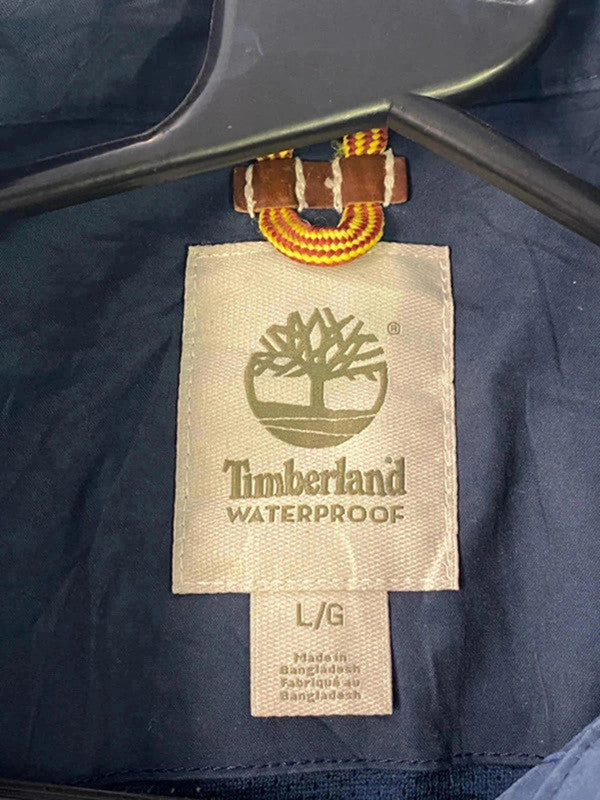 ®
Timberland
WATERPROOF
L/G
Made in
Bangladesh
Fabriqué au
Bangladesh